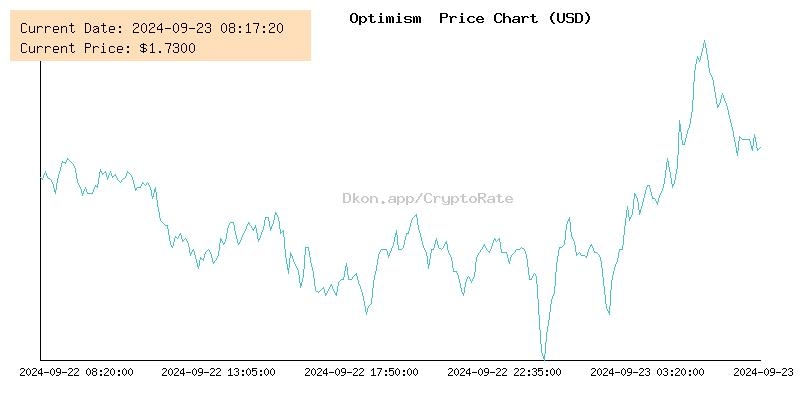 Optimism  Price Chart (USD)
Current Date: 2024-09-23 08:17:20
Current Price: $1.7300
Dkon.app/CryptoRate
2024-09-22 08:20:00 2024-09-22 13:05:00 2024-09-22 17:50:00 2024-09-22 22:35:00 2024-09-23 03:20:00 2024-09-23